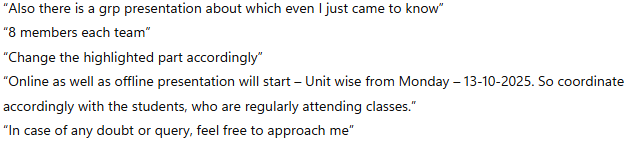 “Also there is a grp presentation about which even I just came to know”
“8 members each team”
“Change the highlighted part accordingly”
“Online as well as offline presentation will start – Unit wise from Monday – 13-10-2025. So coordinate
accordingly with the students, who are regularly attending classes.”
“In case of any doubt or query, feel free to approach me”